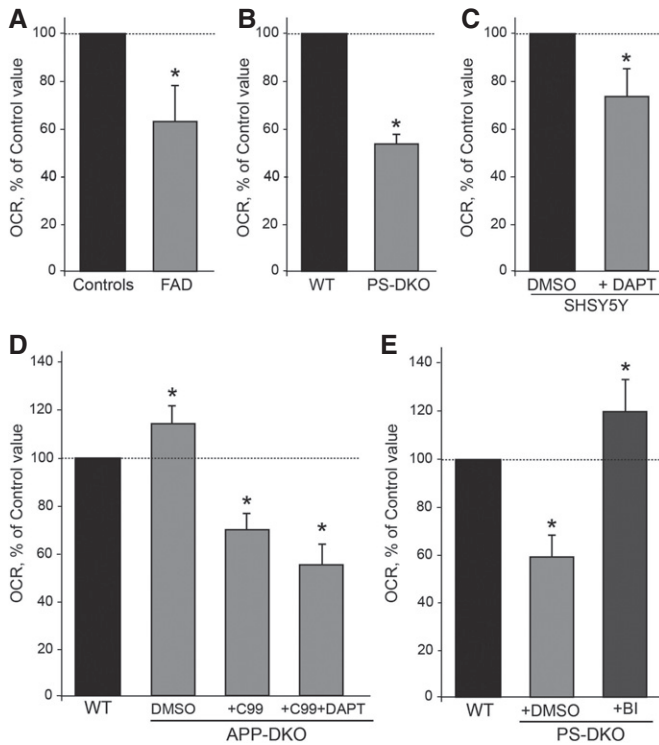 A
OCR, % of Control value
100
80
60
40
20
0
*
Controls FAD
B
OCR, % of Control value
100
80
60
40
20
0
*
WT PS-DKO
C
OCR, % of Control value
100
80
60
40
20
0
*
DMSO + DAPT
SHSY5Y
D
OCR, % of Control value
140
120
100
80
60
40
20
0
*
*
*
WT DMSO +C99 +C99+DAPT
APP-DKO
E
OCR, % of Control value
140
120
100
80
60
40
20
0
*
*
WT +DMSO +BI
PS-DKO